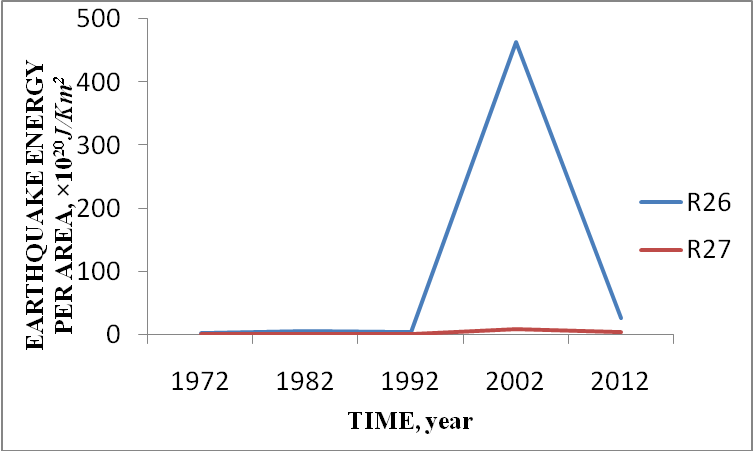 EARTHQUAKE ENERGY
PER AREA, ×10²⁰J/Km²
500
400
300
200
100
0
R26
R27
1972 1982 1992 2002 2012
TIME, year